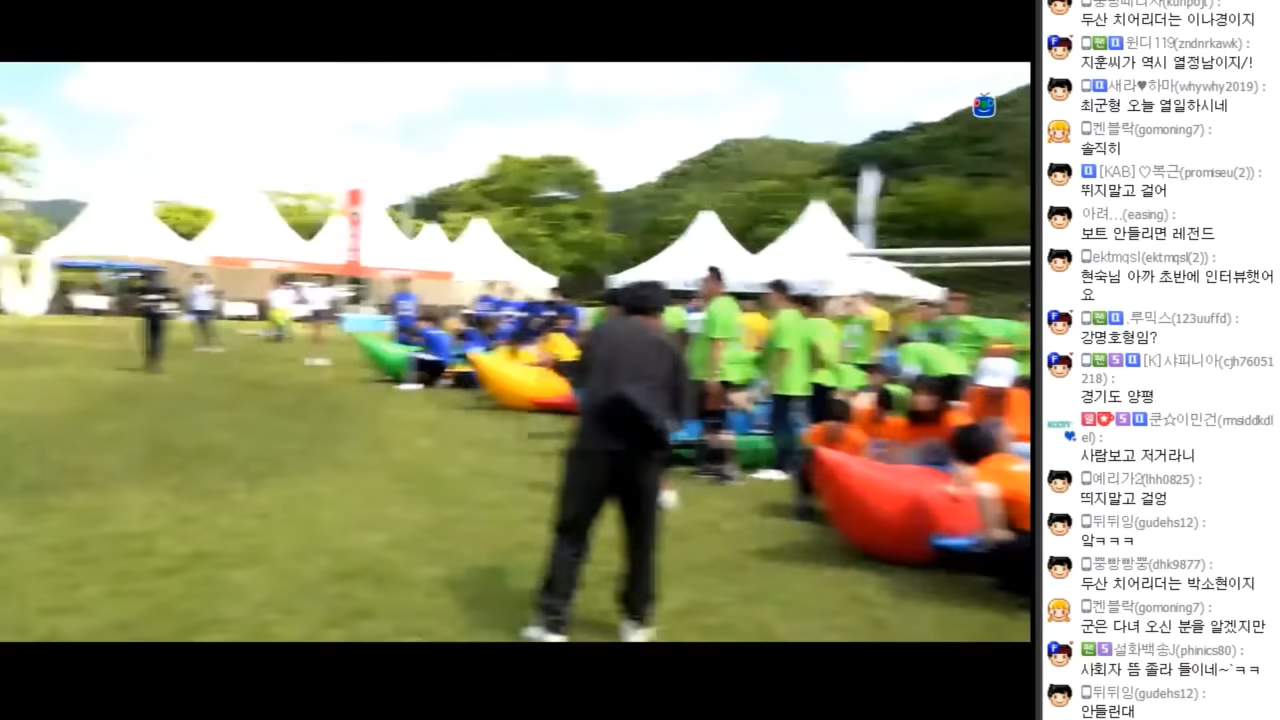 두산 치어리더는 이나경이지
팬 윈디119(zndnrkawk) :
지훈씨가 역시 열정남이지/!
새라♥하마(whywhy2019) :
최군형 오늘 열일하시네
켄블락(gomoning7) :
솔직히
[KAB]♡복근(promiseu(2)) :
뛰지말고 걸어
아려...(easing) :
보트 안들리면 레전드
ektmqsl(ektmqsl(2)) :
현숙님 아까 초반에 인터뷰햇어
요
팬 .루믹스(123uuffd) :
강명호형임?
팬 S [K]샤피니아(cjh76051
218) :
경기도 양평
열 S 쿤☆이민건(rmsiddkdl
el) :
사람보고 저거라니
예리가2(lhh0825) :
띄지말고 걸엉
뒤뒤잉(gudehs12) :
앜ㅋㅋㅋ
뿡빵빵뿡(dhk9877) :
두산 치어리더는 박소현이지
켄블락(gomoning7) :
군은 다녀 오신 분을 알겠지만
팬 S 설화백송J(phinics80) :
사회자 뜸 졸라 들이네~`ㅋㅋ
뒤뒤잉(gudehs12) :
안들린대